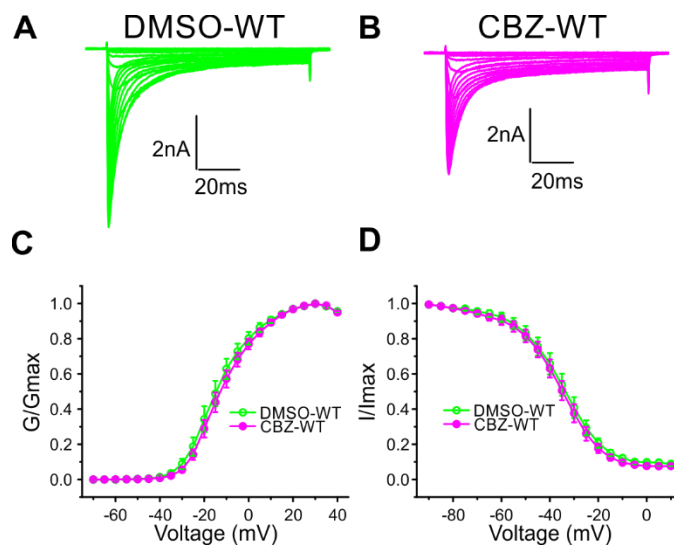 A DMSO-WT
B CBZ-WT
2nA
20ms
2nA
20ms
C
G/Gmax
1.0
0.8
0.6
0.4
0.2
0.0
DMSO-WT
CBZ-WT
-60 -40 -20 0 20 40
Voltage (mV)
D
I/Imax
1.0
0.8
0.6
0.4
0.2
0.0
DMSO-WT
CBZ-WT
-80 -60 -40 -20 0
Voltage (mV)